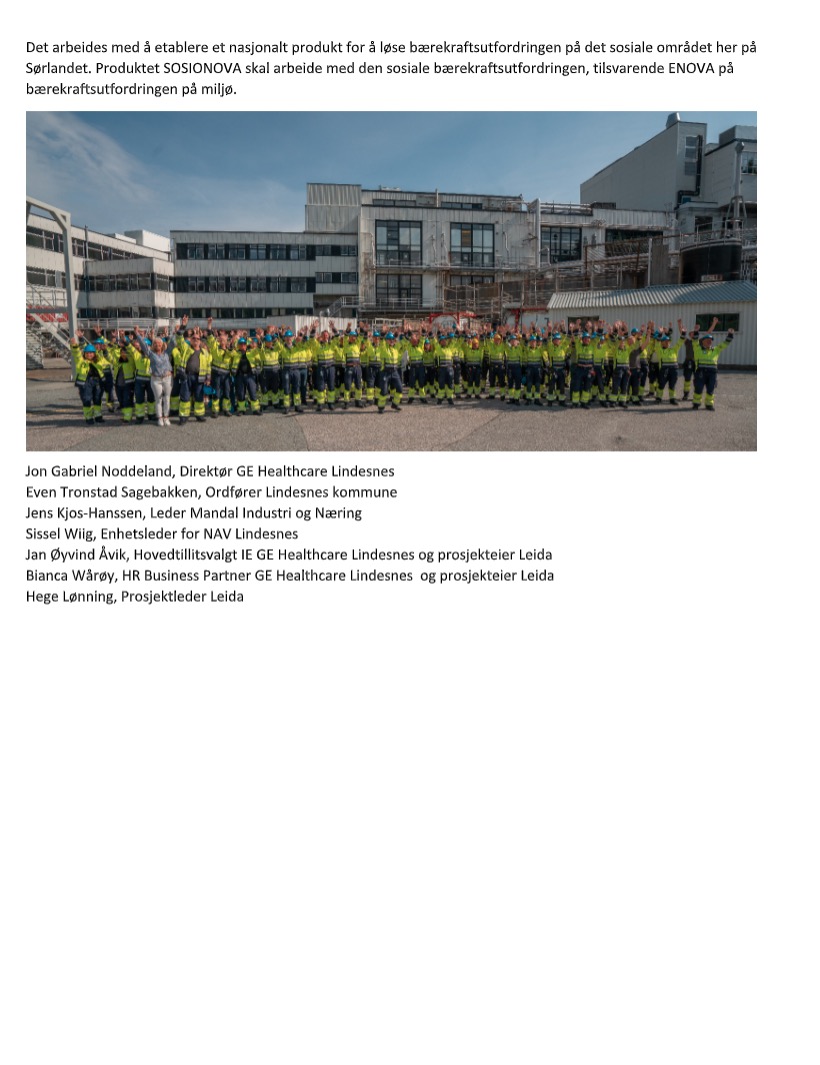 Det arbeides med å etablere et nasjonalt produkt for å løse bærekraftsutfordringen på det sosiale området her på
Sørlandet. Produktet SOSIONOVA skal arbeide med den sosiale bærekraftsutfordringen, tilsvarende ENOVA på
bærekraftsutfordringen på miljø.
Jon Gabriel Noddeland, Direktør GE Healthcare Lindesnes
Even Tronstad Sagebakken, Ordfører Lindesnes kommune
Jens Kjos-Hanssen, Leder Mandal Industri og Næring
Sissel Wiig, Enhetsleder for NAV Lindesnes
Jan Øyvind Åvik, Hovedtillitsvalgt IE GE Healthcare Lindesnes og prosjekteier Leida
Bianca Wårøy, HR Business Partner GE Healthcare Lindesnes  og prosjekteier Leida
Hege Lønning, Prosjektleder Leida